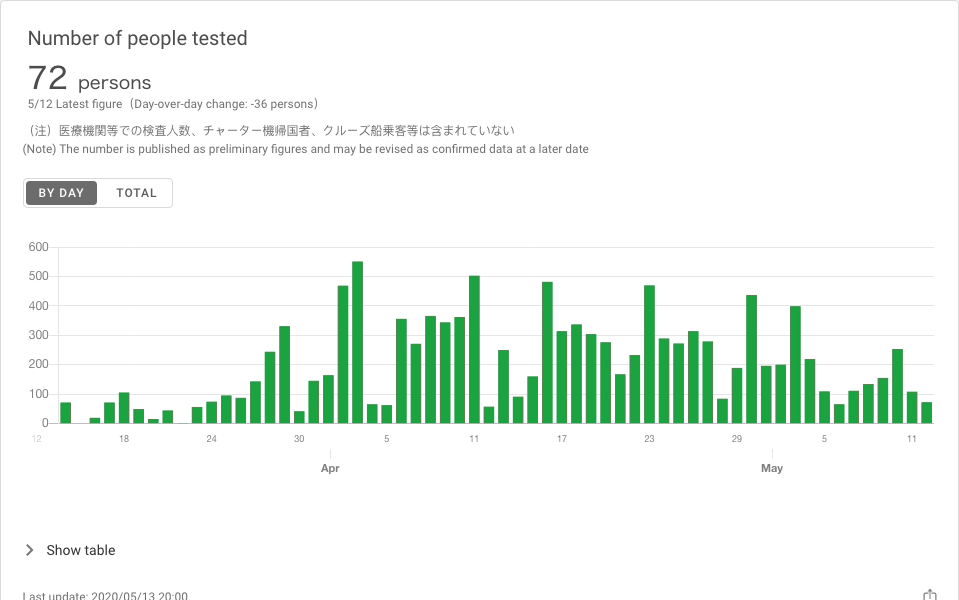 Number of people tested
72 persons
5/12 Latest figure（Day-over-day change: -36 persons）
（注）医療機関等での検査人数、チャーター機帰国者、クルーズ船乗客等は含まれていない
(Note) The number is published as preliminary figures and may be revised as confirmed data at a later date
BY DAY TOTAL
600
500
400
300
200
100
0
12 18 24 30 5 11 17 23 29 5 11
Apr May
Show table
Last update: 2020/05/13 20:00